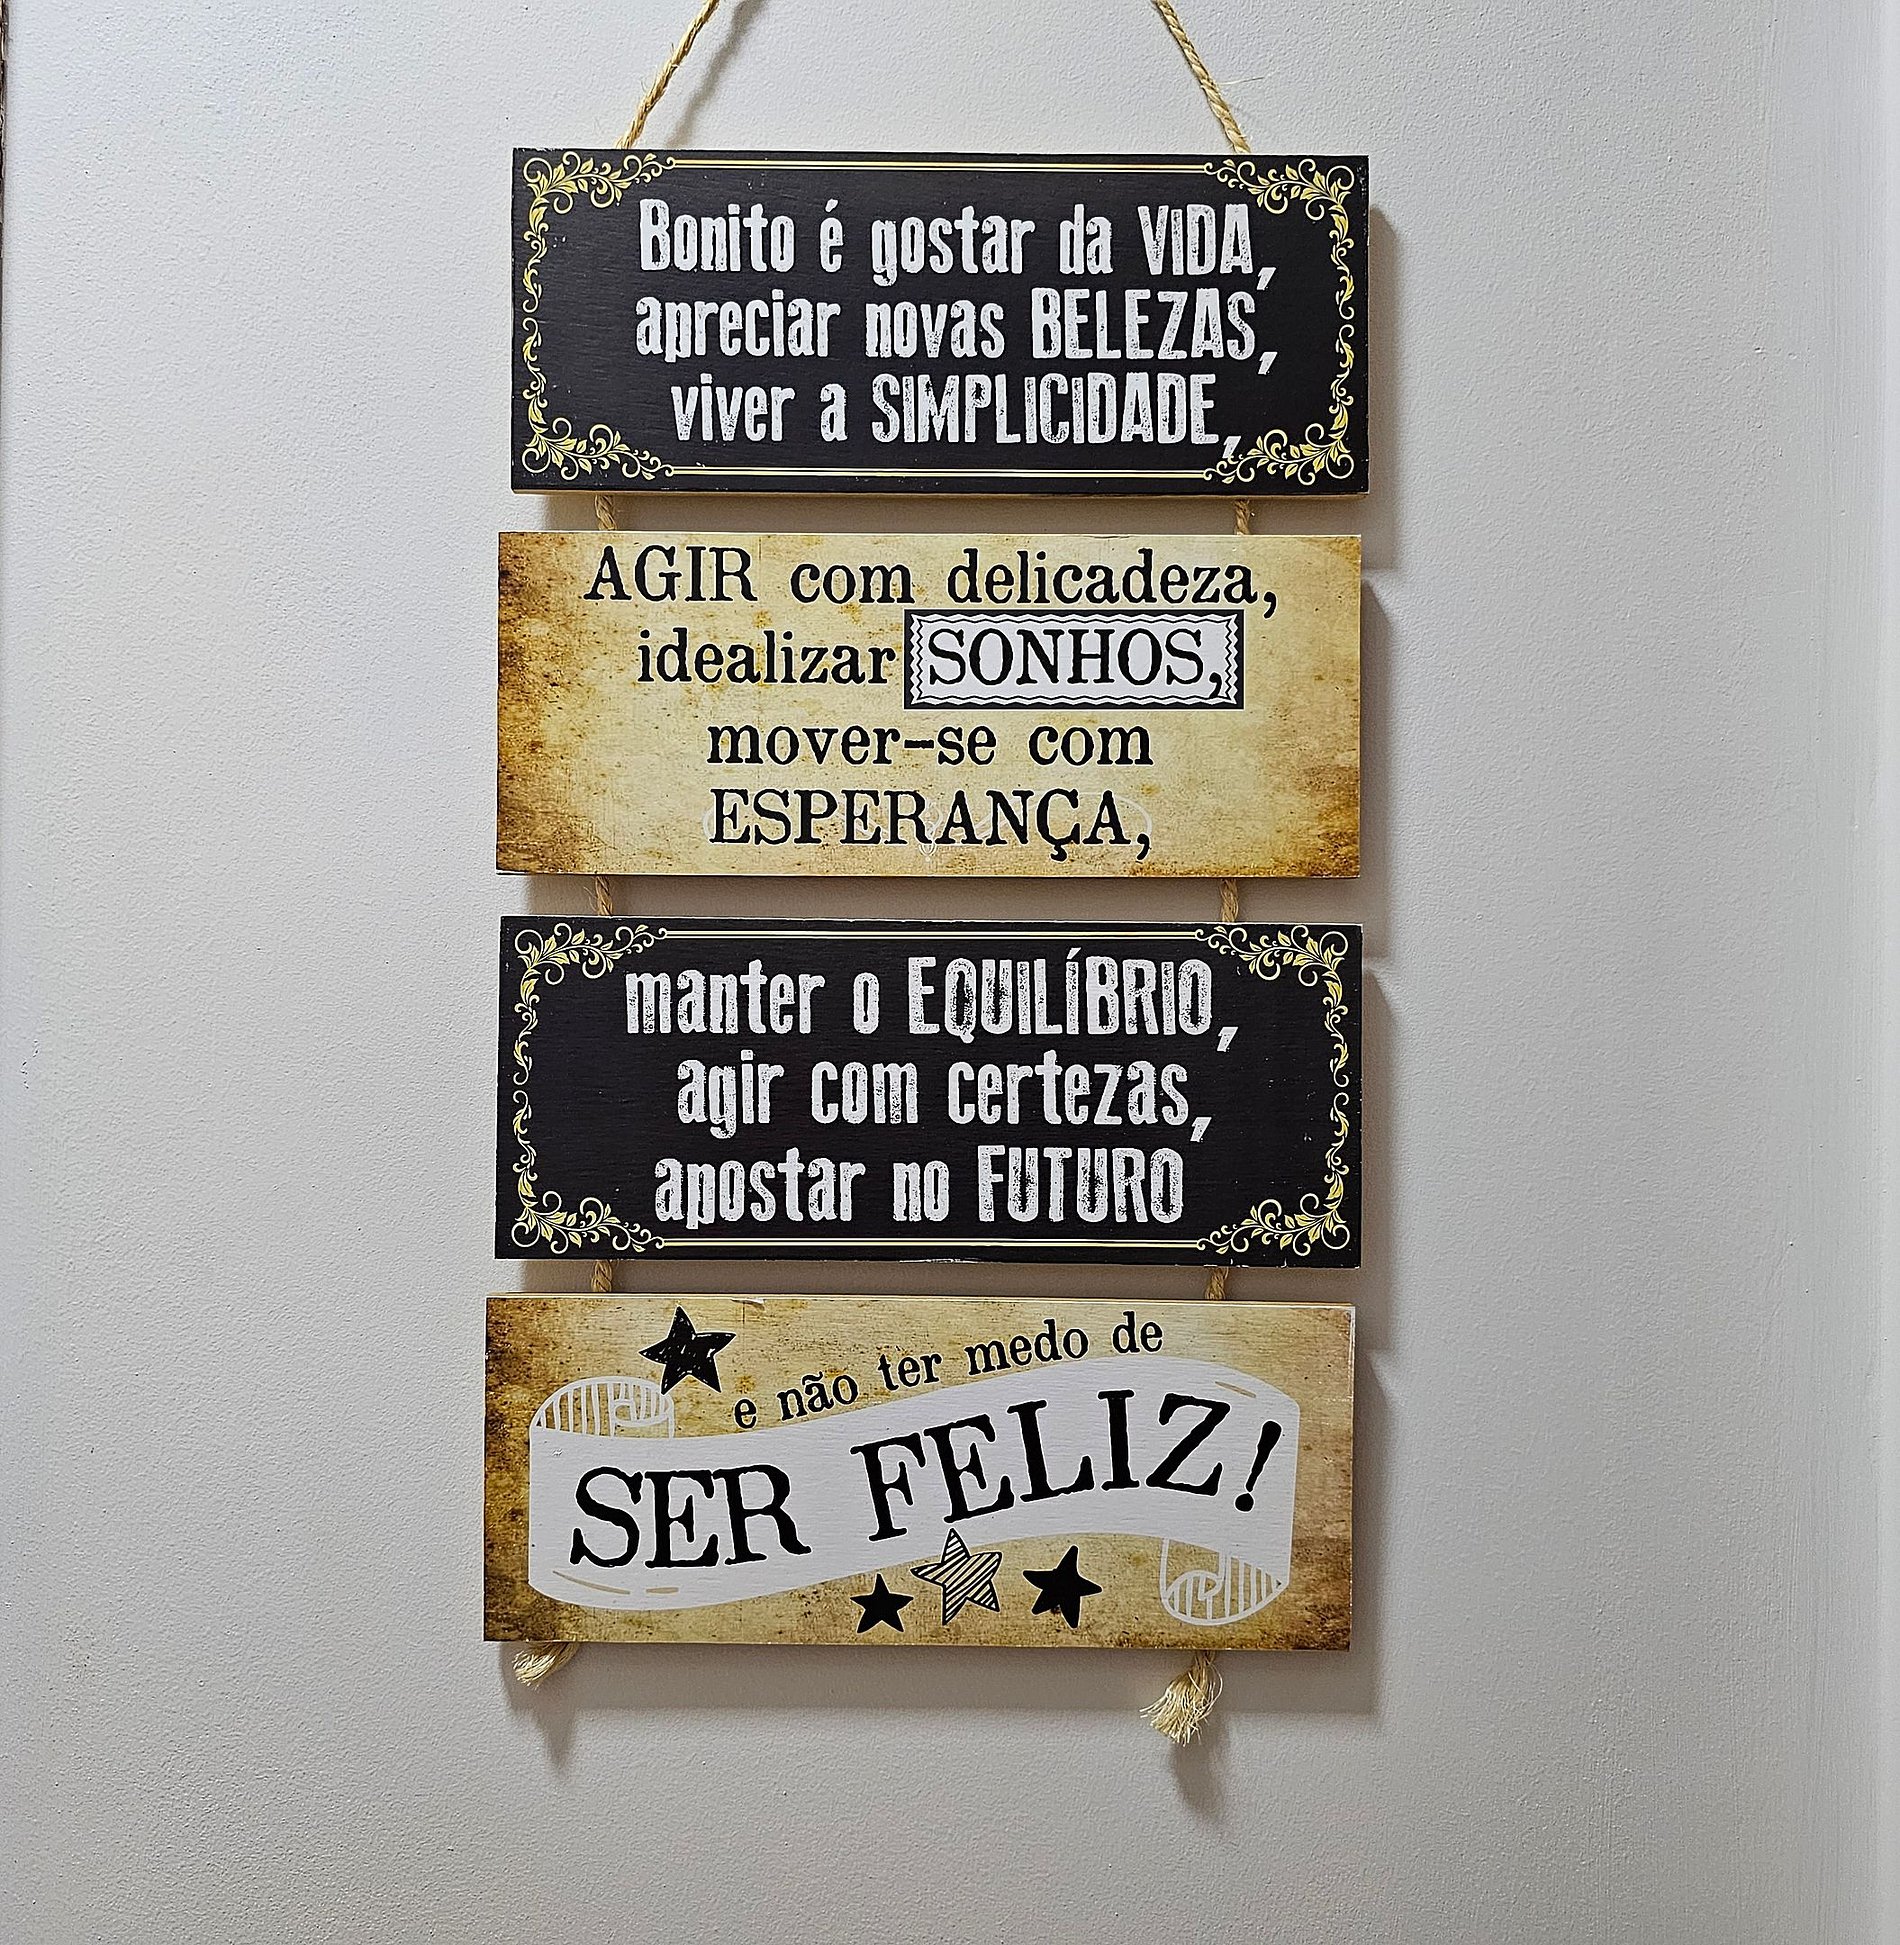 Bonito é gostar da VIDA,
apreciar novas BELEZAS,
viver a SIMPLICIDADE,
AGIR com delicadeza,
idealizar SONHOS,
mover-se com
ESPERANÇA,
manter o EQUILÍBRIO,
agir com certezas,
apostar no FUTURO
e não ter medo de
SER FELIZ!